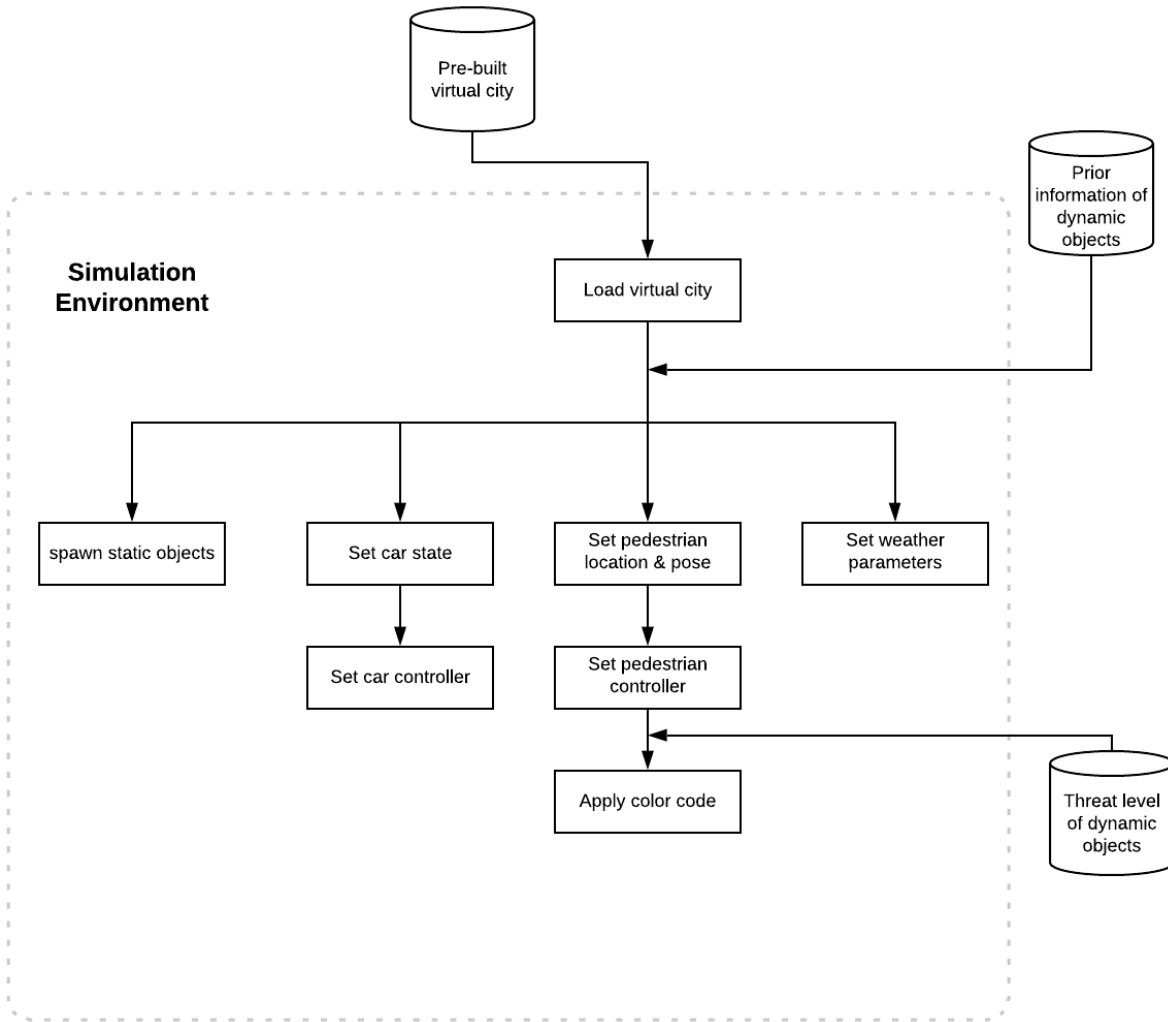 Pre-built
virtual city
Prior
information of
dynamic
objects
Simulation
Environment
Load virtual city
spawn static objects
Set car state
Set pedestrian
location & pose
Set weather
parameters
Set car controller
Set pedestrian
controller
Apply color code
Threat level
of dynamic
objects